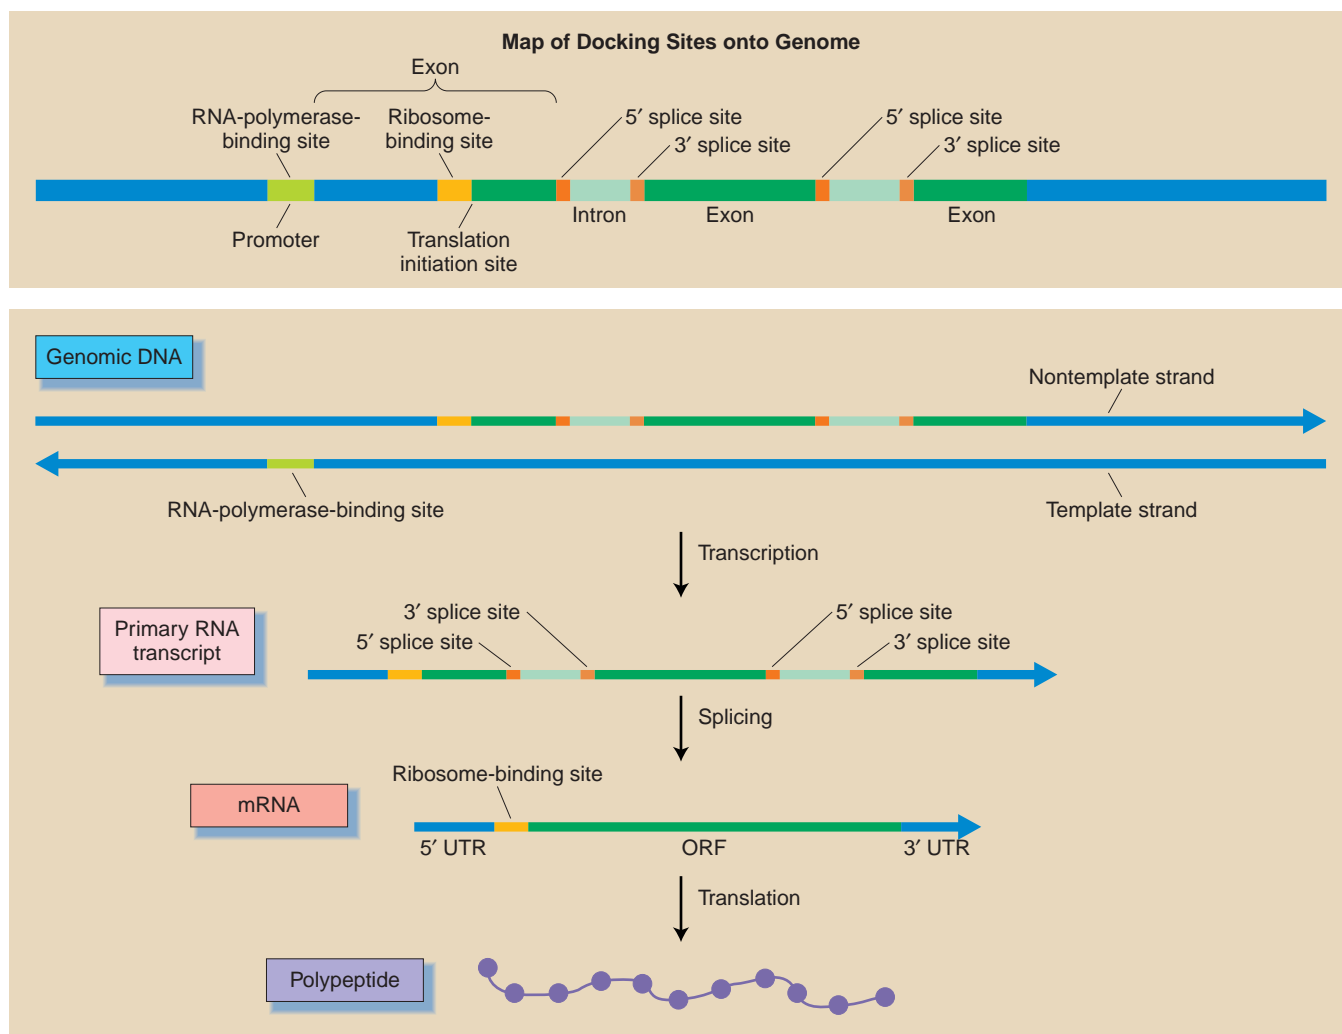 Map of Docking Sites onto Genome
Exon
RNA-polymerase-
binding site
Ribosome-
binding site
5′ splice site
3′ splice site
5′ splice site
3′ splice site
Promoter
Translation
initiation site
Intron
Exon
Exon
Genomic DNA
Nontemplate strand
RNA-polymerase-binding site
Template strand
Transcription
Primary RNA
transcript
3′ splice site
5′ splice site
5′ splice site
3′ splice site
Splicing
mRNA
Ribosome-binding site
5′ UTR
ORF
3′ UTR
Translation
Polypeptide